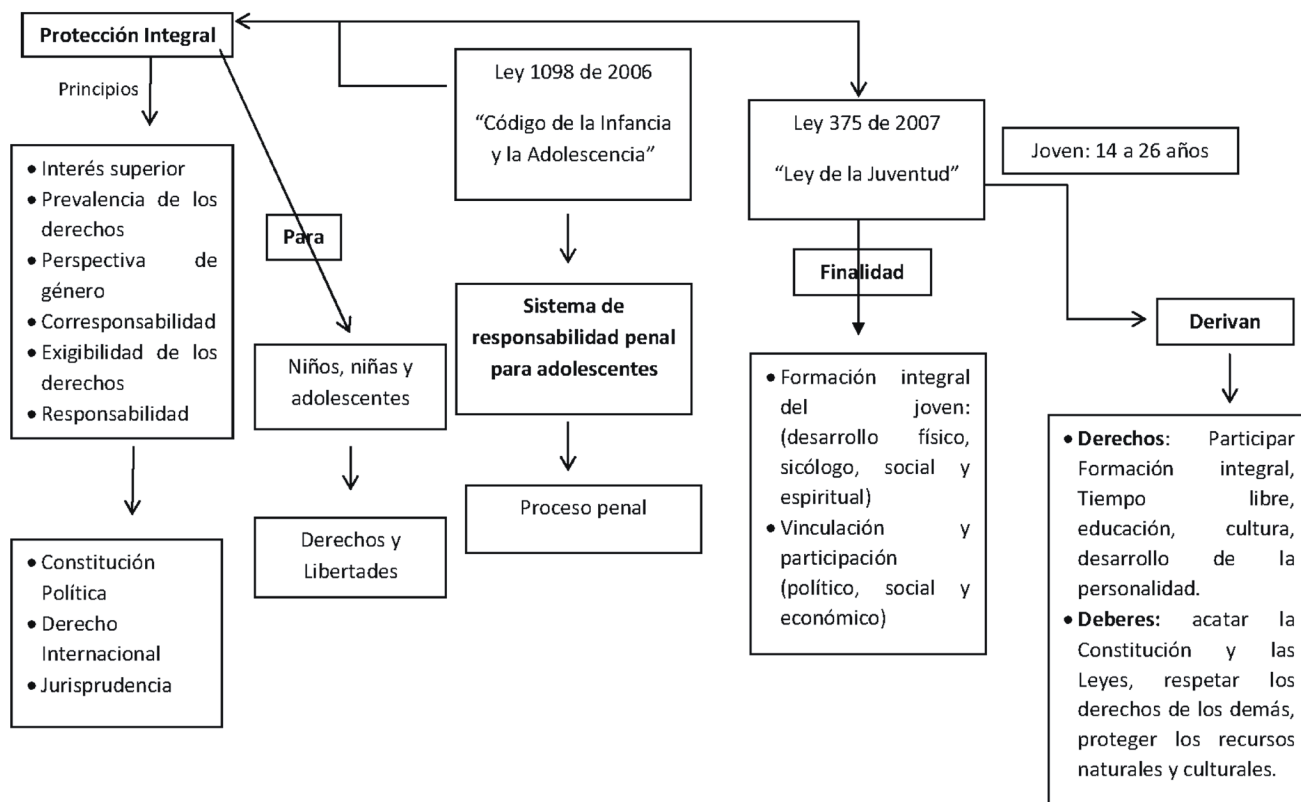 Protección Integral
Principios
• Interés superior
• Prevalencia de los
derechos
• Perspectiva de
género
• Corresponsabilidad
• Exigibilidad de los
derechos
• Responsabilidad
• Constitución
Política
• Derecho
Internacional
• Jurisprudencia
Para
Niños, niñas y
adolescentes
Derechos y
Libertades
Ley 1098 de 2006
“Código de la Infancia
y la Adolescencia”
Sistema de
responsabilidad penal
para adolescentes
Proceso penal
Ley 375 de 2007
“Ley de la Juventud”
Joven: 14 a 26 años
Finalidad
• Formación integral
del joven:
(desarrollo físico,
sicólogo, social y
espiritual)
• Vinculación y
participación
(político, social y
económico)
Derivan
• Derechos: Participar
Formación integral,
Tiempo libre,
educación, cultura,
desarrollo de la
personalidad.
• Deberes: acatar la
Constitución y las
Leyes, respetar los
derechos de los demás,
proteger los recursos
naturales y culturales.